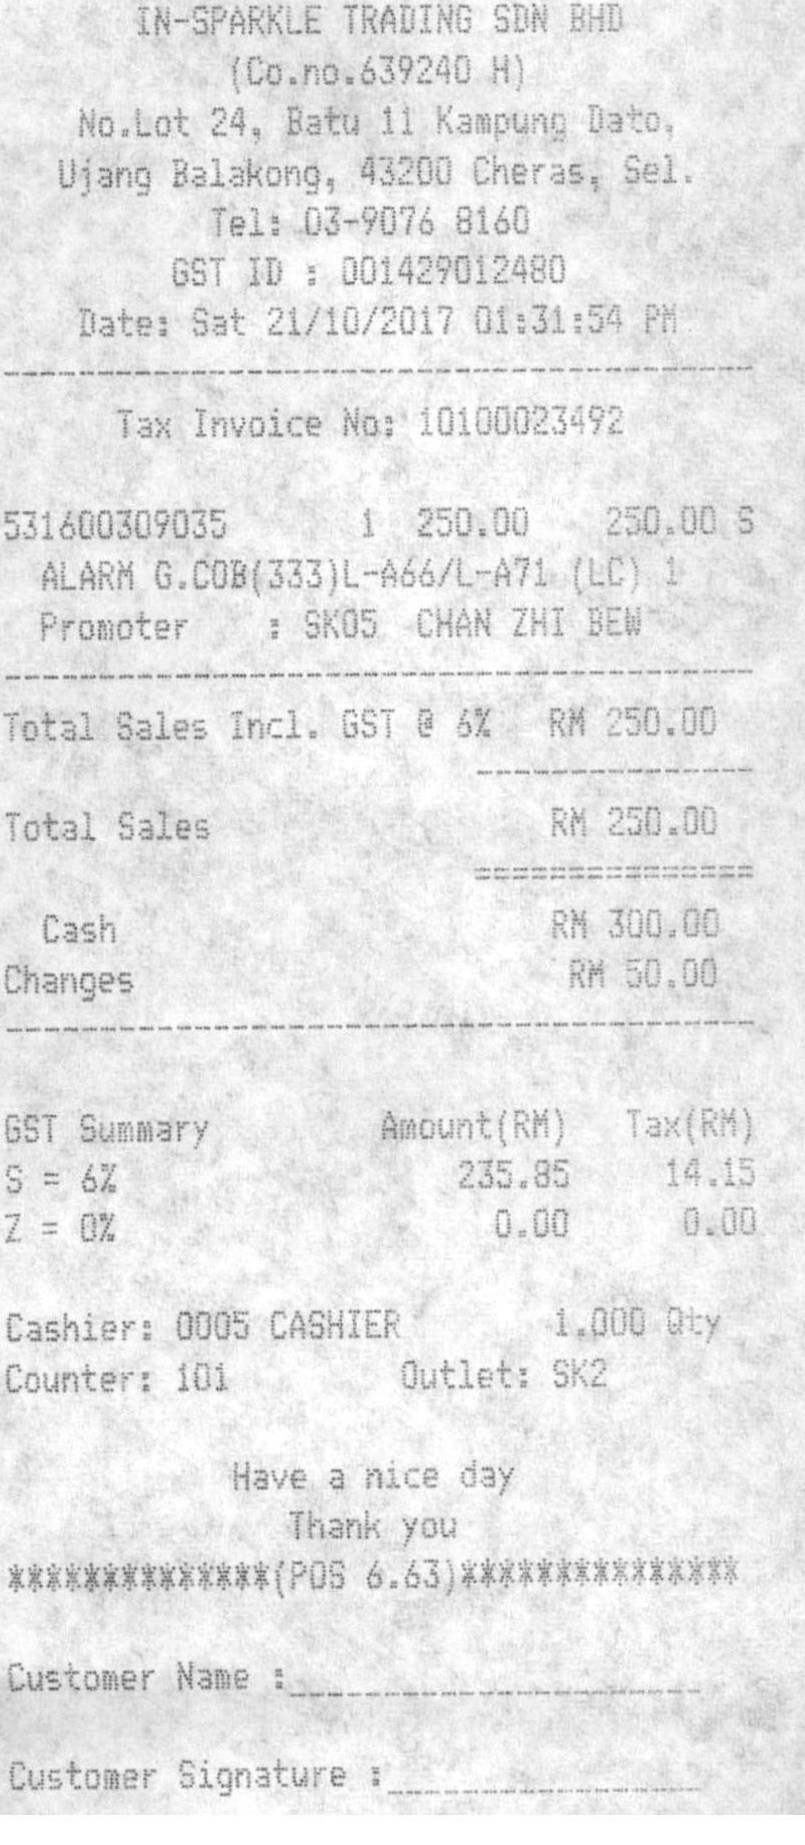 IN-SPARKLE TRADING SDN BHD
(Co.no.639240 H)
No.Lot 24, Batu 11 Kampung Dato,
Ujang Balakong, 43200 Cheras, Sel.
Tel: 03-9076 8160
GST ID : 001429012480
Date: Sat 21/10/2017 01:31:54 PM
Tax Invoice No: 10100023492
531600309035 1 250.00 250.00 S
ALARM G.COB(333)L-A66/L-A71 (LC) 1
Promoter : SK05 CHAN ZHI BEW
Total Sales Incl. GST @ 6% RM 250.00
Total Sales RM 250.00
Cash RM 300.00
Changes RM 50.00
GST Summary Amount(RM) Tax(RM)
S = 6% 235.85 14.15
Z = 0% 0.00 0.00
Cashier: 0005 CASHIER 1.000 Qty
Counter: 101 Outlet: SK2
Have a nice day
Thank you
**************(POS 6.63)***************
Customer Name :______________________
Customer Signature :_________________